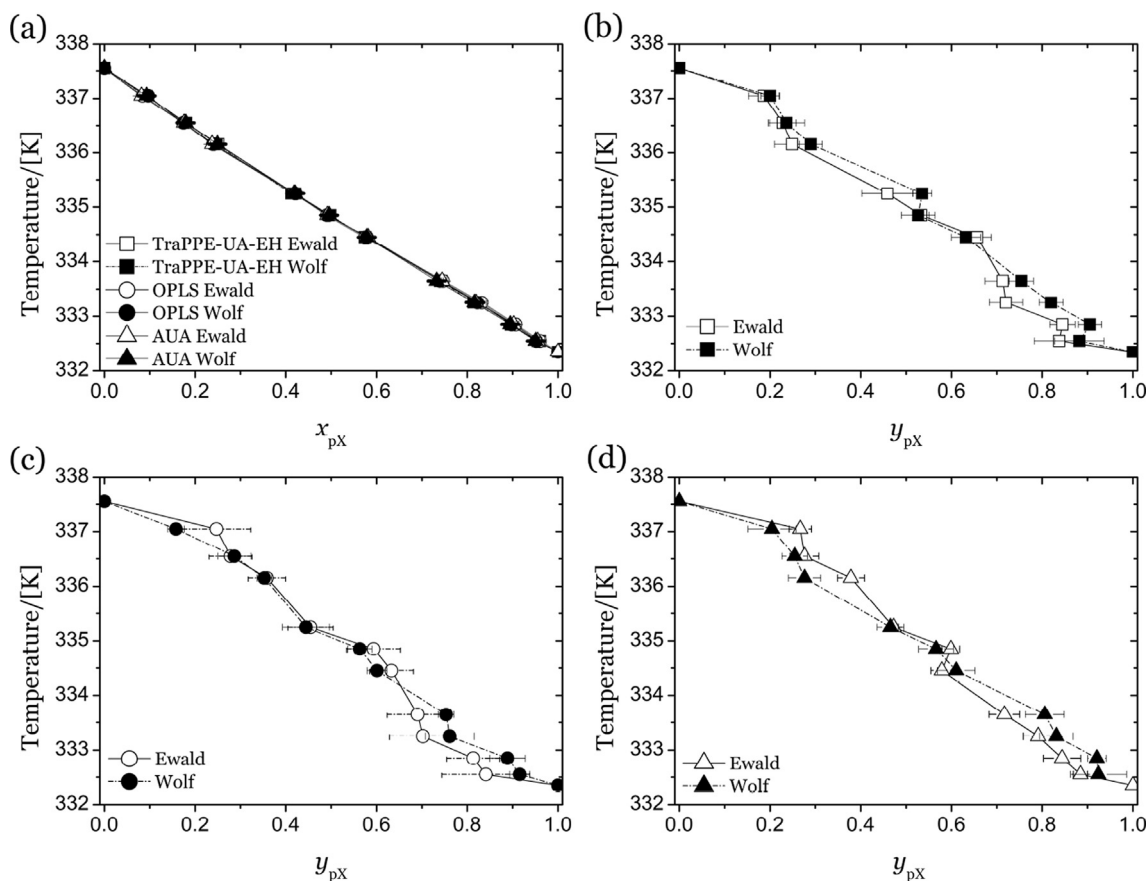 (a)
338
337
336
335
334
333
332
Temperature/[K]
TraPPE-UA-EH Ewald
TraPPE-UA-EH Wolf
OPLS Ewald
OPLS Wolf
AUA Ewald
AUA Wolf
0.0 0.2 0.4 0.6 0.8 1.0
xpX
(b)
338
337
336
335
334
333
332
Temperature/[K]
Ewald
Wolf
0.0 0.2 0.4 0.6 0.8 1.0
ypX
(c)
338
337
336
335
334
333
332
Temperature/[K]
Ewald
Wolf
0.0 0.2 0.4 0.6 0.8 1.0
ypX
(d)
338
337
336
335
334
333
332
Temperature/[K]
Ewald
Wolf
0.0 0.2 0.4 0.6 0.8 1.0
ypX